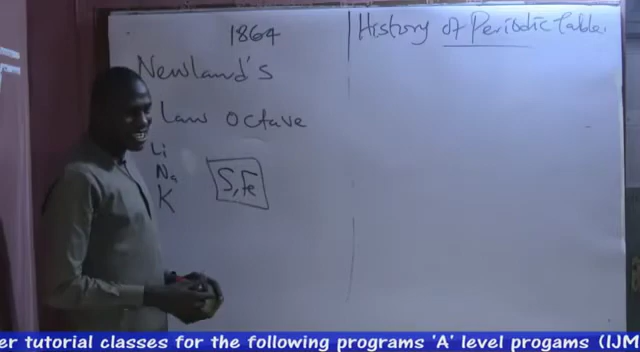 1864
History of Periodic Table
Newland's
Law Octave
Li
Na
K
S, Fe
er tutorial classes for the following programs 'A' level progams (IJM